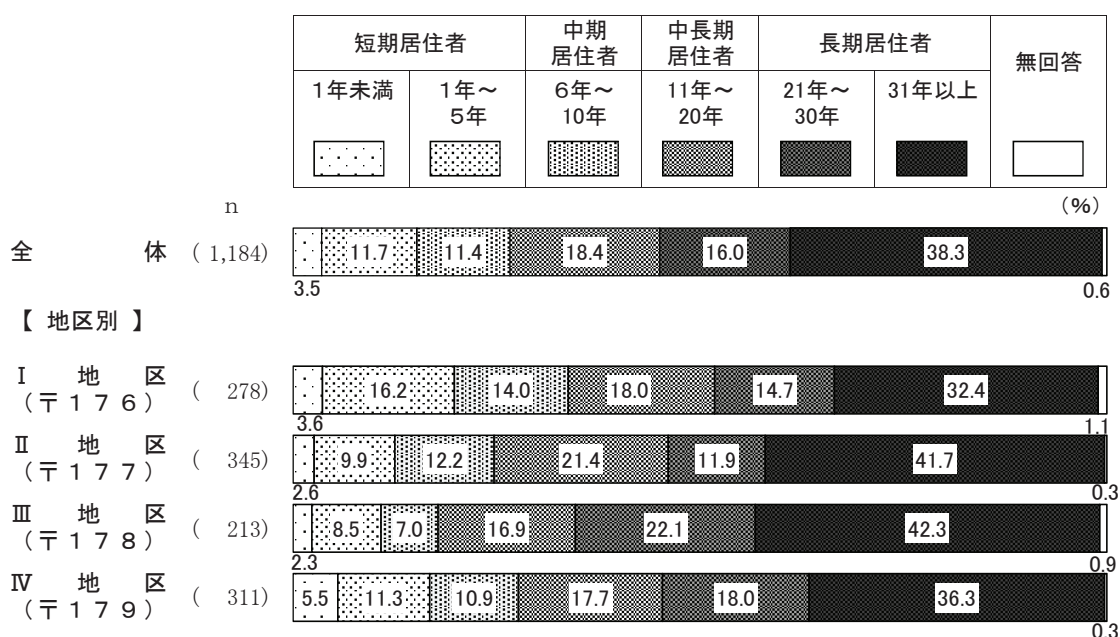 短期居住者 中期居住者 中長期居住者 長期居住者 無回答
1年未満 1年～5年 6年～10年 11年～20年 21年～30年 31年以上
n (%)
全体 ( 1,184) 11.7 11.4 18.4 16.0 38.3
3.5 0.6
【 地区別 】
Ⅰ 地区 ( 278) 16.2 14.0 18.0 14.7 32.4
(〒176)
3.6 1.1
Ⅱ 地区 ( 345) 9.9 12.2 21.4 11.9 41.7
(〒177)
2.6 0.3
Ⅲ 地区 ( 213) 8.5 7.0 16.9 22.1 42.3
(〒178)
2.3 0.9
Ⅳ 地区 ( 311) 5.5 11.3 10.9 17.7 18.0 36.3
(〒179)
0.3